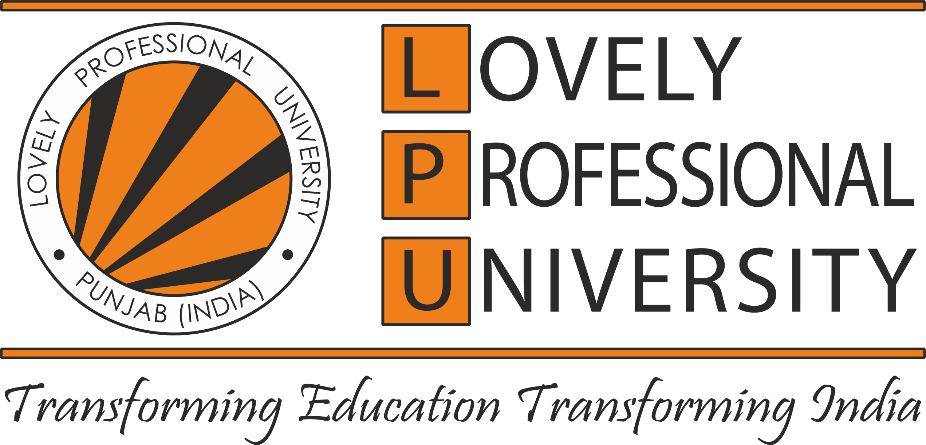 LOVELY PROFESSIONAL UNIVERSITY
PUNJAB (INDIA)
LOVELY
PROFESSIONAL
UNIVERSITY
Transforming Education Transforming India